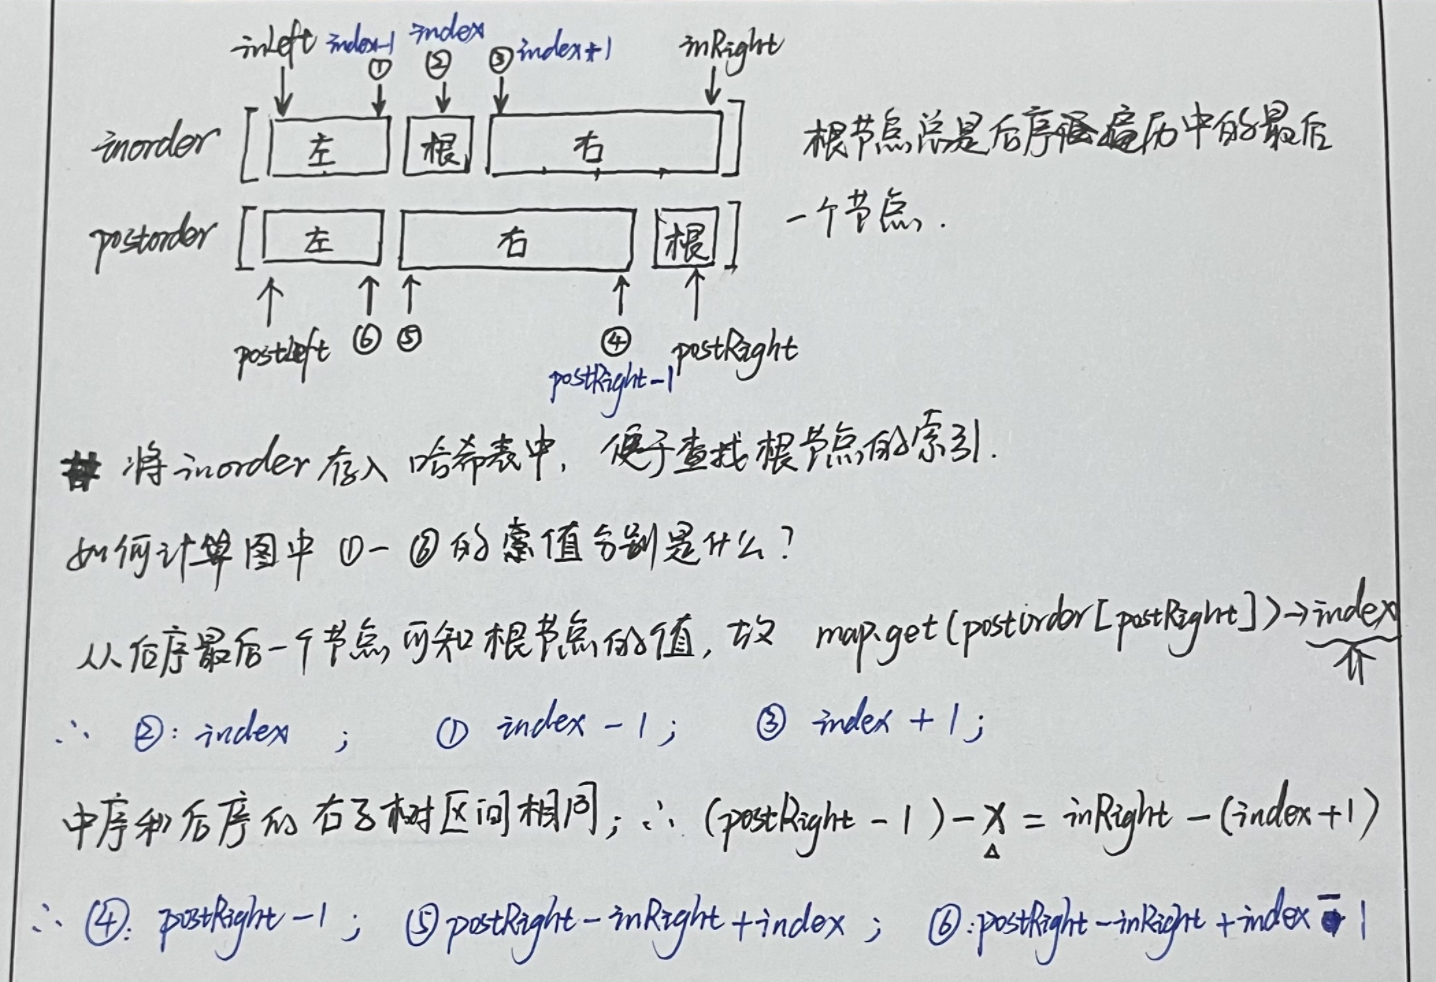 inLeft index-1 index index+1 inRight
① ② ③
inorder [ 左 根 右 ]
根节点总是后序遍历中的最后
一个节点.
postorder [ 左 右 根 ]
postLeft ⑥ ⑤ ④ postRight
postRight-1
# 将inorder存入哈希表中, 便于查找根节点的索引.
如何计算图中 ①-⑥的索值分别是什么?
从后序最后一个节点可知根节点的值, 故 map.get(postorder[postRight])→index
∴ ②: index ; ① index - 1; ③ index + 1;
中序和后序的右子树区间相同; ∴ (postRight - 1) - X = inRight - (index+1)
∴ ④: postRight - 1; ⑤ postRight - inRight + index ; ⑥: postRight - inRight + index - 1